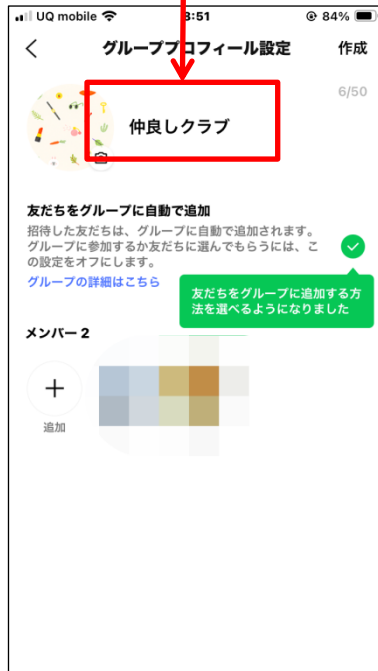 UQ mobile 3:51 84%
グループプロフィール設定 作成
6/50
仲良しクラブ
友だちをグループに自動で追加
招待した友だちは、グループに自動で追加されます。
グループに参加するか友だちに選んでもらうには、こ
の設定をオフにします。
グループの詳細はこちら
友だちをグループに追加する方
法を選べるようになりました
メンバー 2
追加